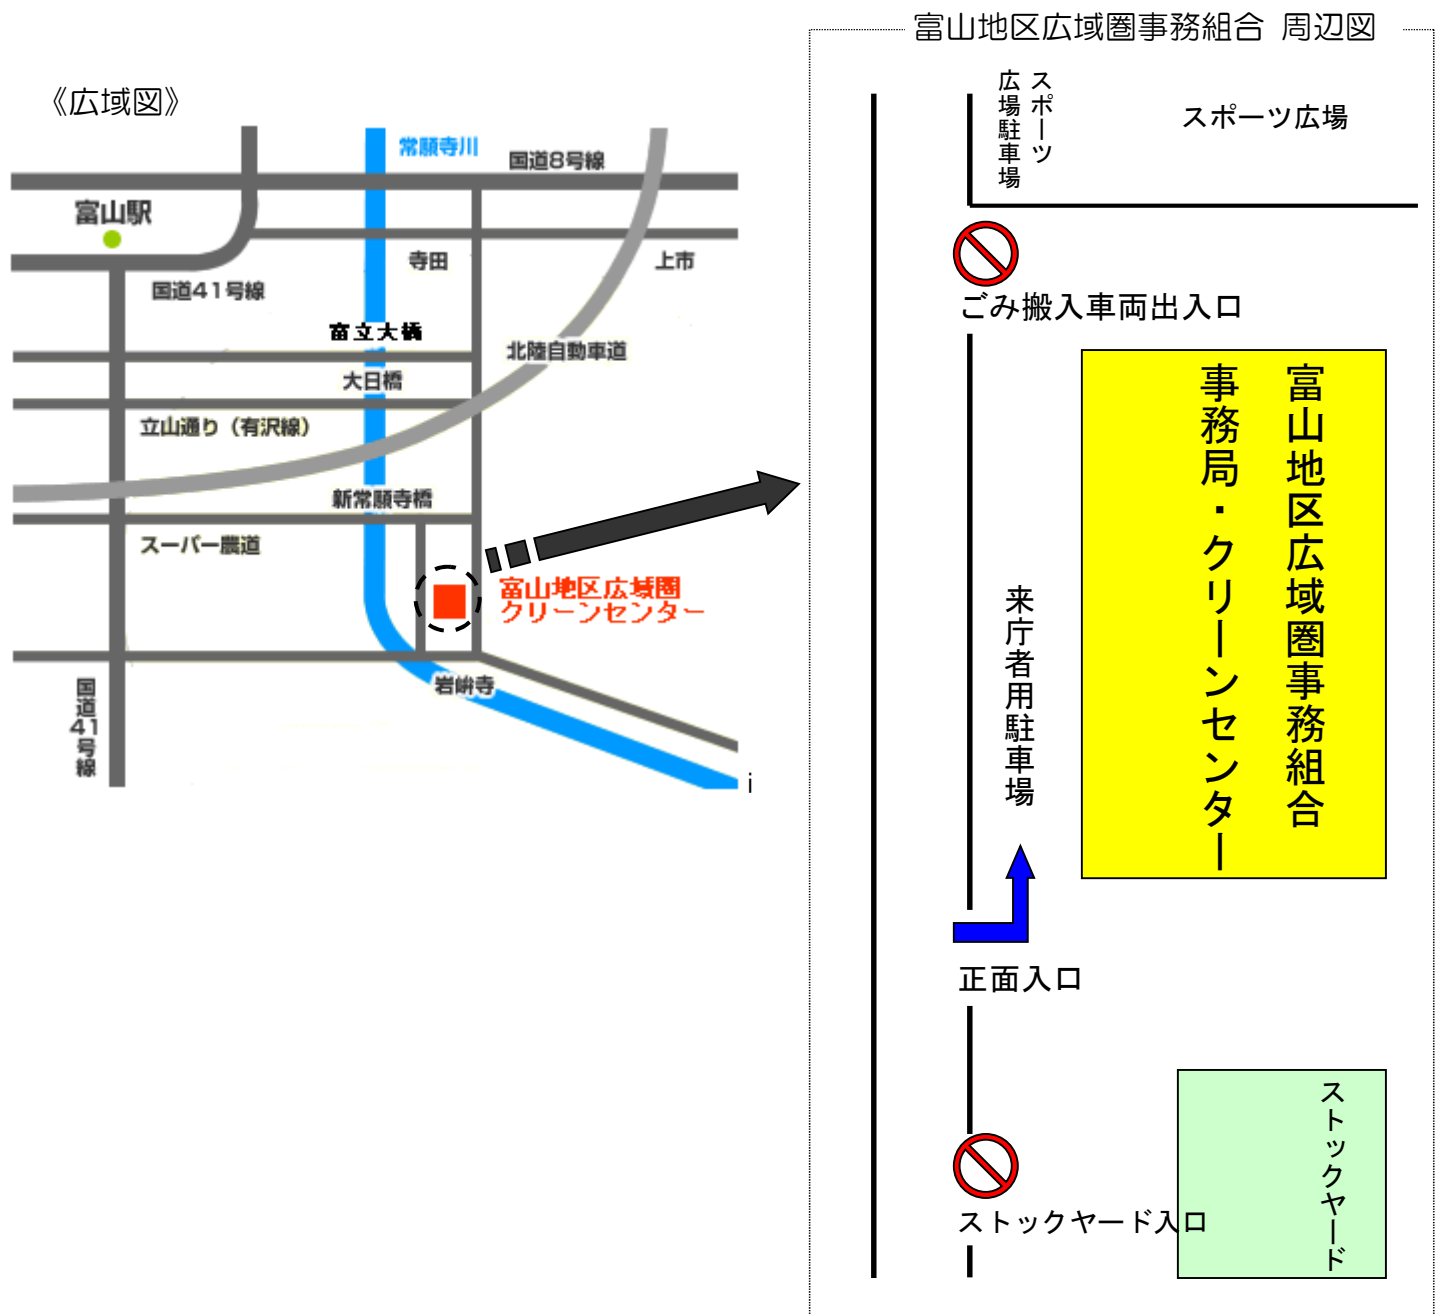 富山地区広域圏事務組合 周辺図
《広域図》
常願寺川
国道8号線
富山駅
寺田
上市
国道41号線
富立大橋
北陸自動車道
大日橋
立山通り（有沢線）
新常願寺橋
スーパー農道
富山地区広域圏
クリーンセンター
岩峅寺
国道41号線
i
スポーツ
広場駐車場
スポーツ広場
ごみ搬入車両出入口
富山地区広域圏事務組合
事務局・クリーンセンター
来庁者用駐車場
正面入口
ストックヤード
ストックヤード入口